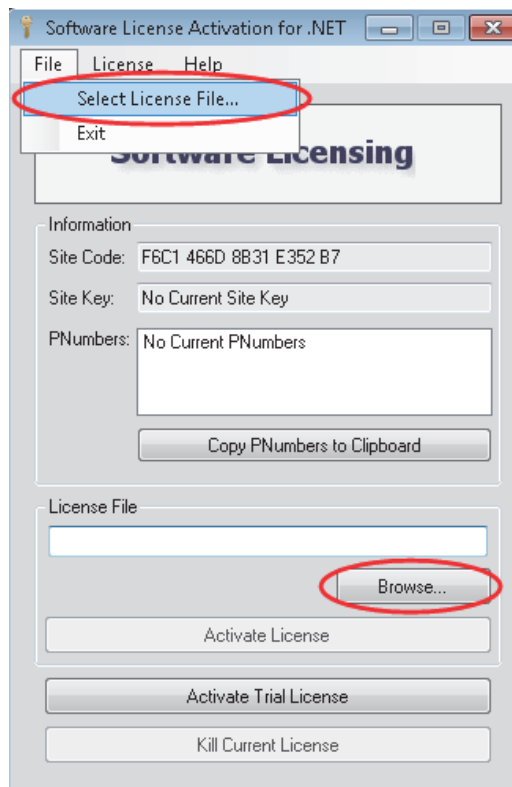 Software License Activation for .NET
File License Help
Select License File...
Exit
Software Licensing
Information
Site Code: F6C1 466D 8B31 E352 B7
Site Key: No Current Site Key
PNumbers: No Current PNumbers
Copy PNumbers to Clipboard
License File
Browse...
Activate License
Activate Trial License
Kill Current License